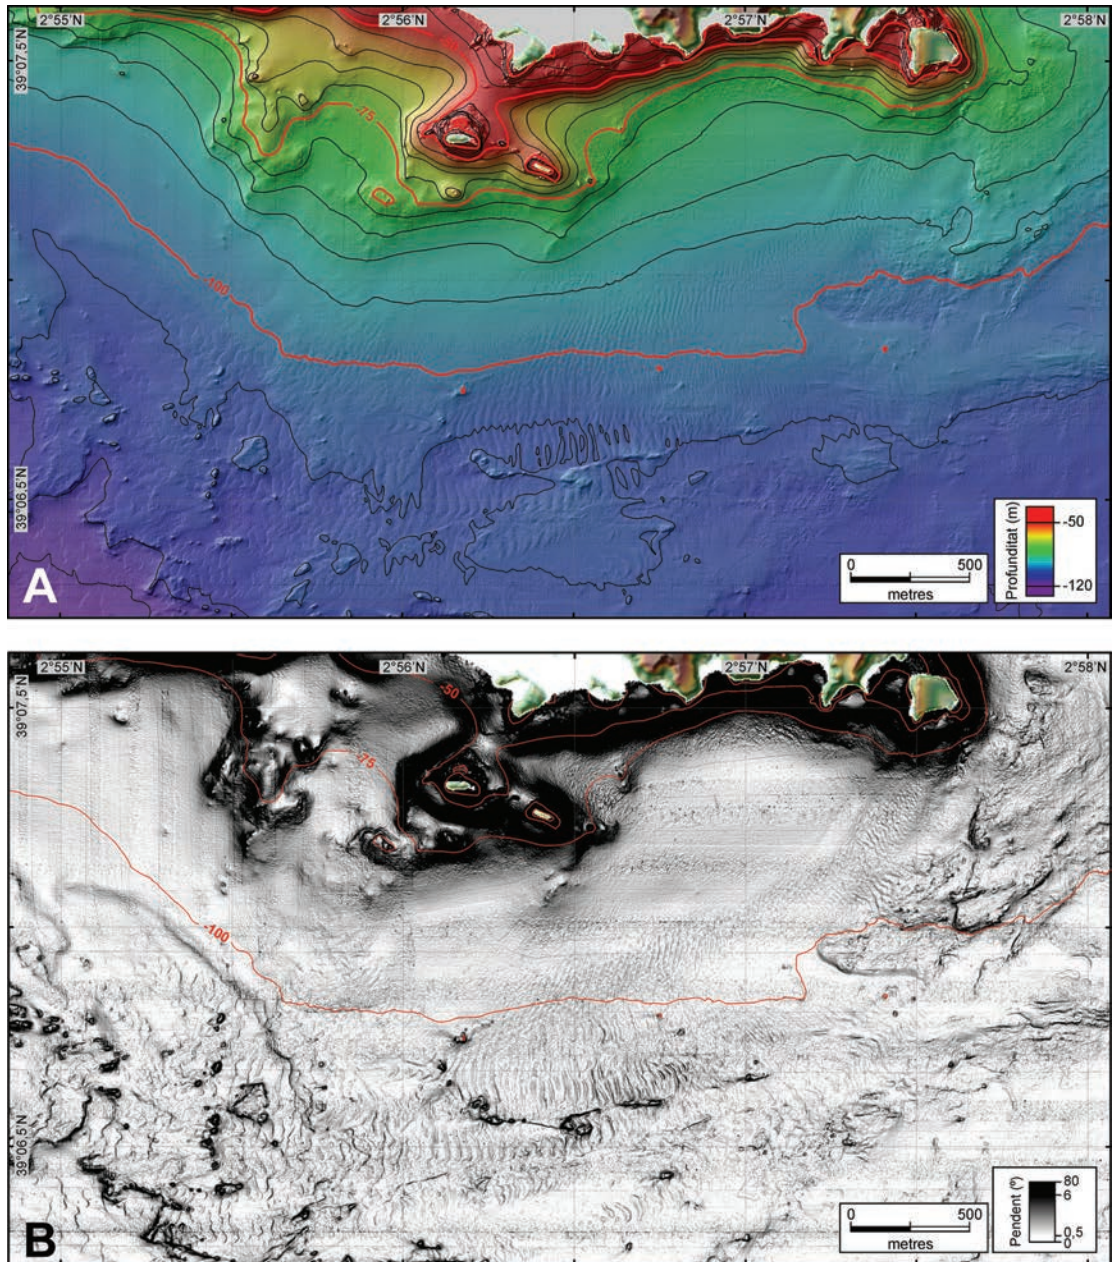 2°55'N
2°56'N
2°57'N
2°58'N
39°07,5'N
-50
-75
-100
39°06,5'N
A
0
500
metres
Profunditat (m)
-50
-120
2°55'N
2°56'N
2°57'N
2°58'N
39°07,5'N
-50
-75
-100
39°06,5'N
B
0
500
metres
Pendent (º)
80
6
0,5
0